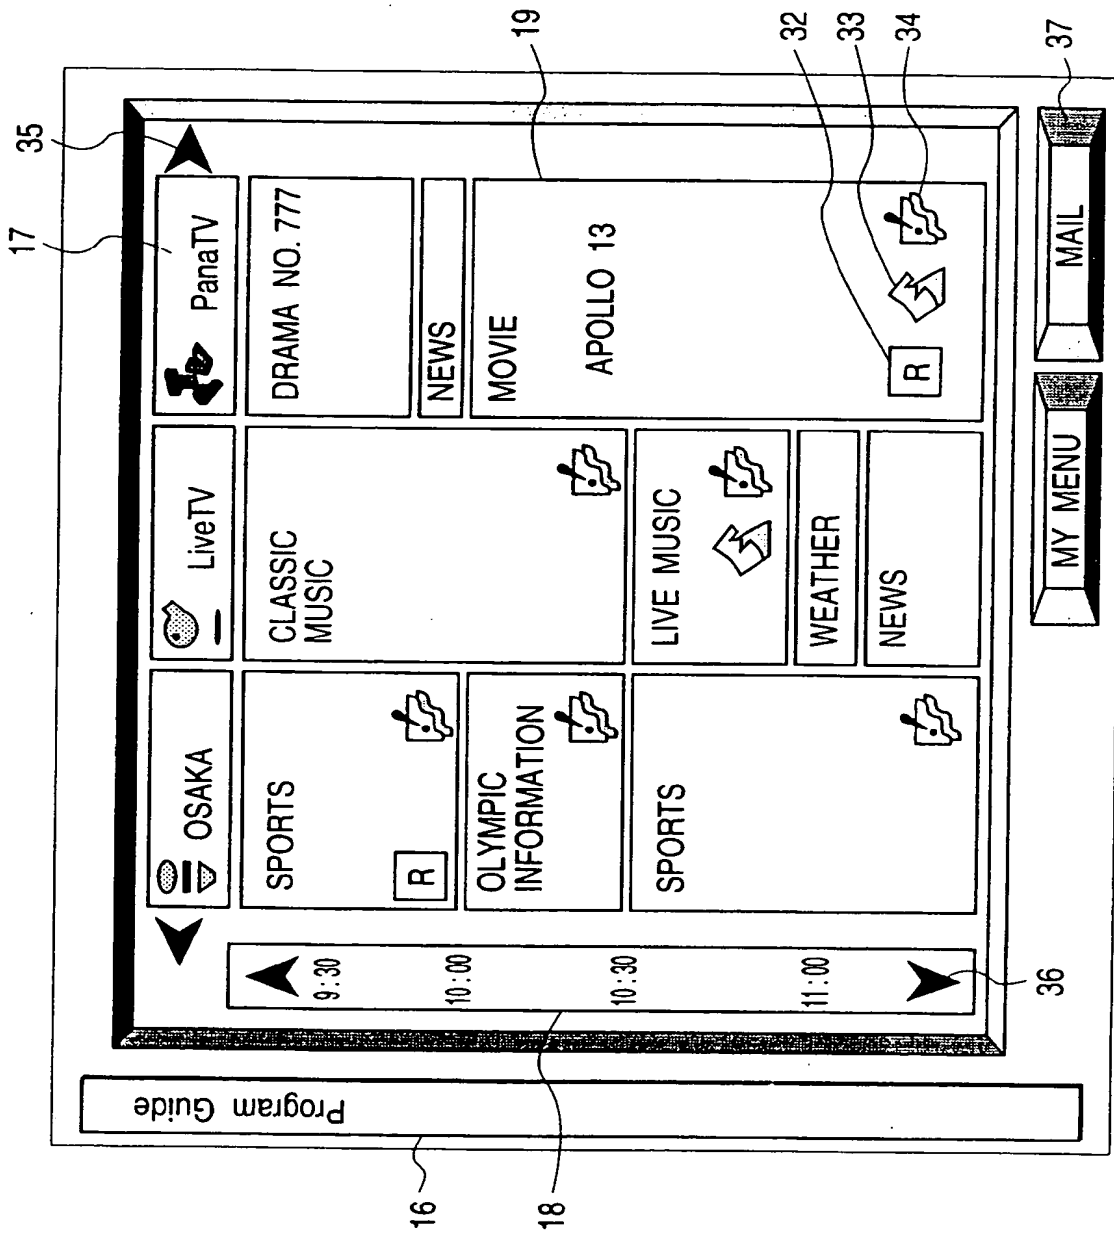 Program Guide
16
17
35
OSAKA
LiveTV
PanaTV
18
9:30
10:00
10:30
11:00
36
SPORTS
R
OLYMPIC
INFORMATION
SPORTS
CLASSIC
MUSIC
LIVE MUSIC
WEATHER
NEWS
DRAMA NO. 777
NEWS
MOVIE
APOLLO 13
R
19
32
33
34
MY MENU
MAIL
37